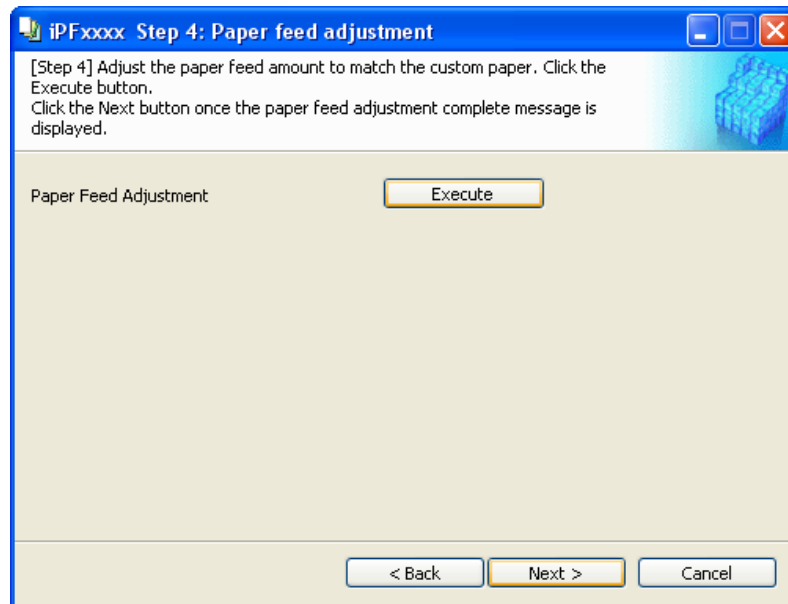 iPFxxxx Step 4: Paper feed adjustment
[Step 4] Adjust the paper feed amount to match the custom paper. Click the
Execute button.
Click the Next button once the paper feed adjustment complete message is
displayed.
Paper Feed Adjustment
Execute
< Back
Next >
Cancel